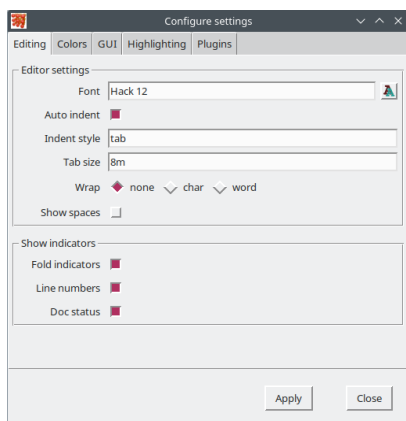 Configure settings
Editing Colors GUI Highlighting Plugins
Editor settings
Font Hack 12
Auto indent
Indent style tab
Tab size 8m
Wrap none char word
Show spaces
Show indicators
Fold indicators
Line numbers
Doc status
Apply Close